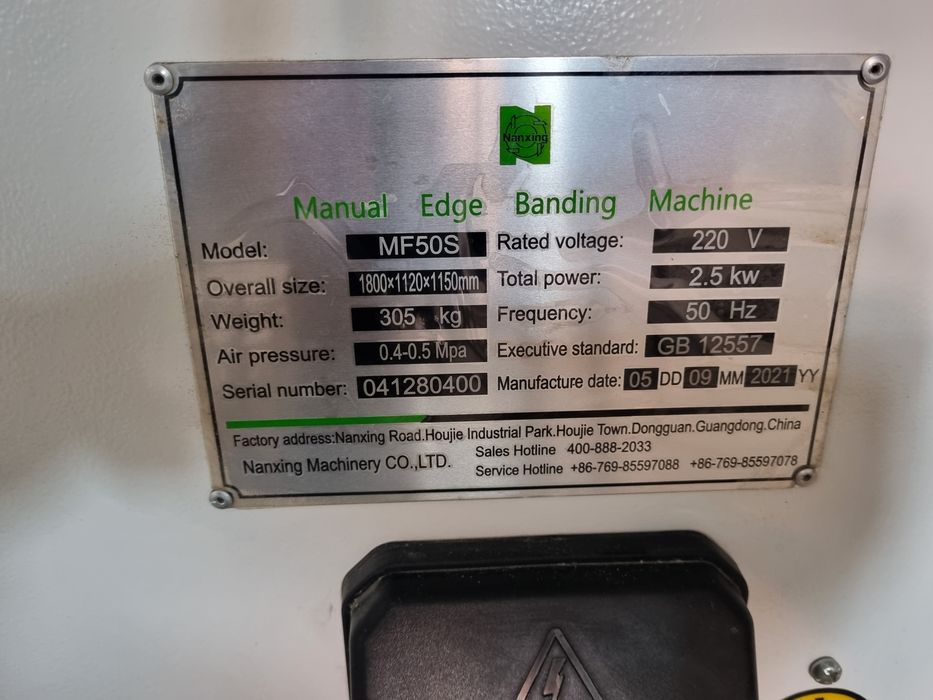 Nanxing
Manual Edge Banding Machine
Model: MF50S Rated voltage: 220 V
Overall size: 1800×1120×1150mm Total power: 2.5 kw
Weight: 305 kg Frequency: 50 Hz
Air pressure: 0.4-0.5 Mpa Executive standard: GB 12557
Serial number: 041280400 Manufacture date: 05 DD 09 MM 2021 YY
Factory address:Nanxing Road.Houjie Industrial Park.Houjie Town.Dongguan.Guangdong.China
Nanxing Machinery CO.,LTD. Sales Hotline 400-888-2033
Service Hotline +86-769-85597088 +86-769-85597078